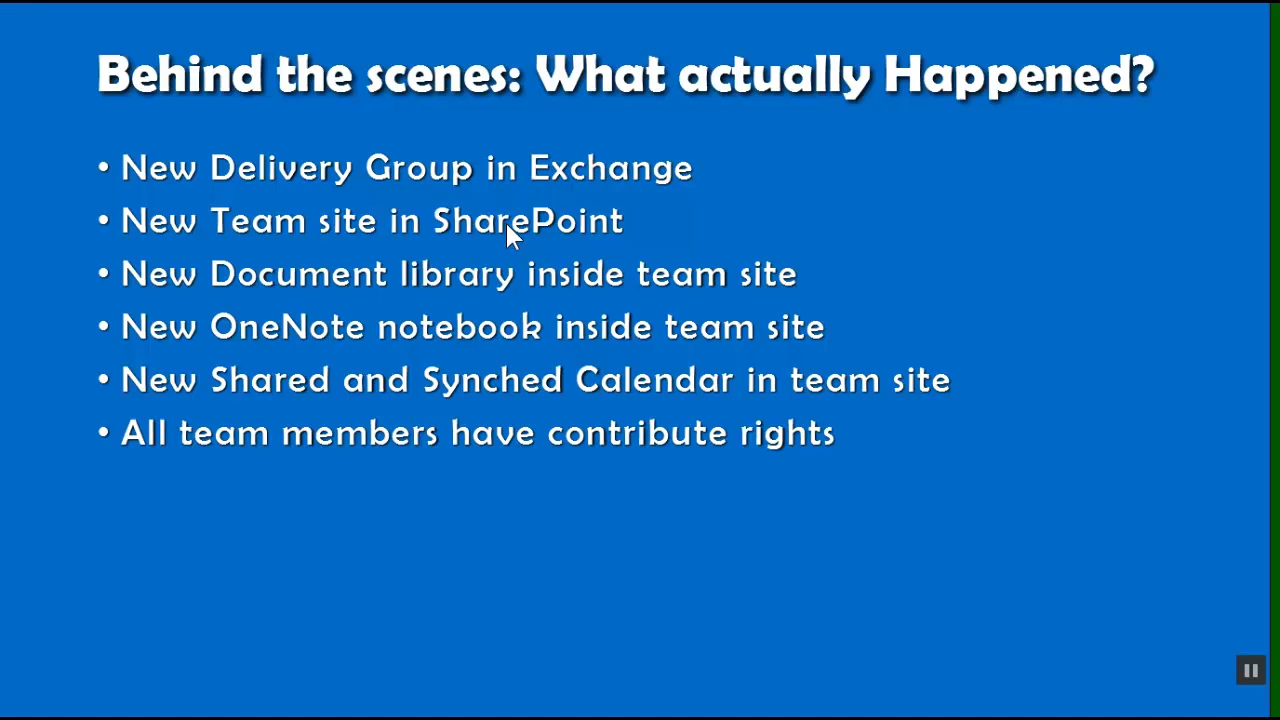 Behind the scenes: What actually Happened?
• New Delivery Group in Exchange
• New Team site in SharePoint
• New Document library inside team site
• New OneNote notebook inside team site
• New Shared and Synched Calendar in team site
• All team members have contribute rights